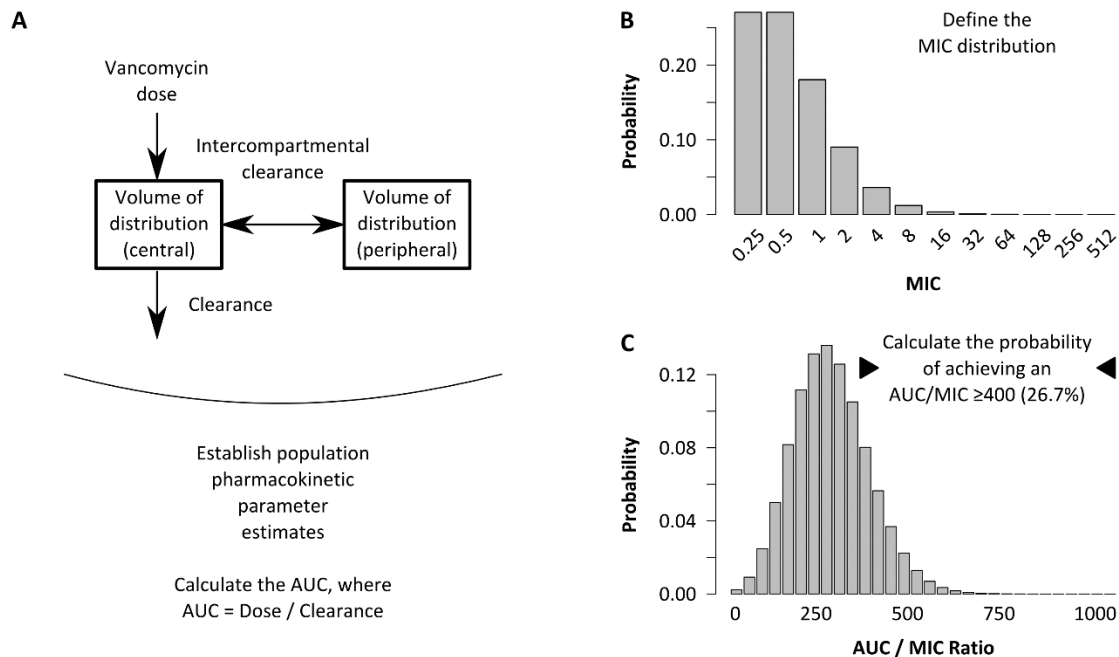 A
Vancomycin
dose
Intercompartmental
clearance
Volume of
distribution
(central)
Volume of
distribution
(peripheral)
Clearance
Establish population
pharmacokinetic
parameter
estimates
Calculate the AUC, where
AUC = Dose / Clearance
B
Define the
MIC distribution
Probability
0.20
0.10
0.00
0.25 0.5 1 2 4 8 16 32 64 128 256 512
MIC
C
Calculate the probability
of achieving an
AUC/MIC ≥400 (26.7%)
Probability
0.12
0.08
0.04
0.00
0 250 500 750 1000
AUC / MIC Ratio